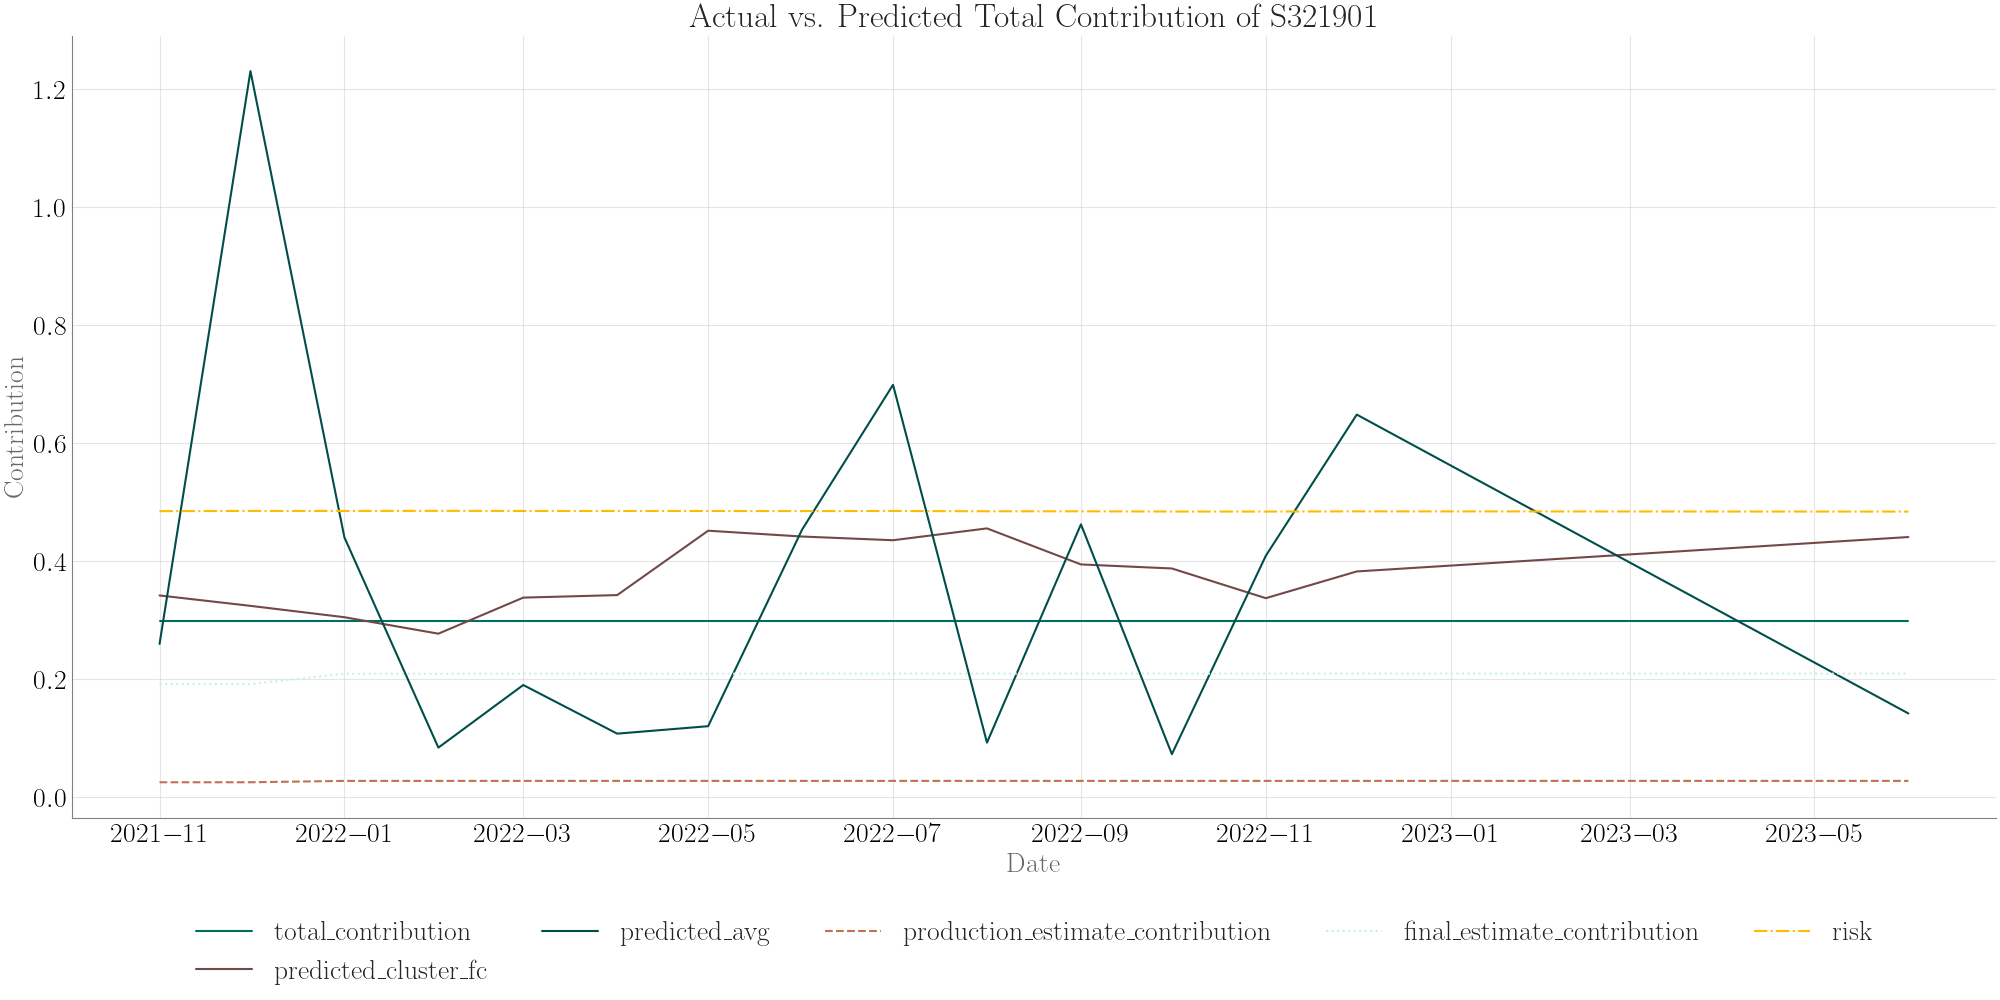 Actual vs. Predicted Total Contribution of S321901
1.2
1.0
0.8
0.6
0.4
0.2
0.0
Contribution
2021−11 2022−01 2022−03 2022−05 2022−07 2022−09 2022−11 2023−01 2023−03 2023−05
Date
total_contribution predicted_avg production_estimate_contribution final_estimate_contribution risk
predicted_cluster_fc